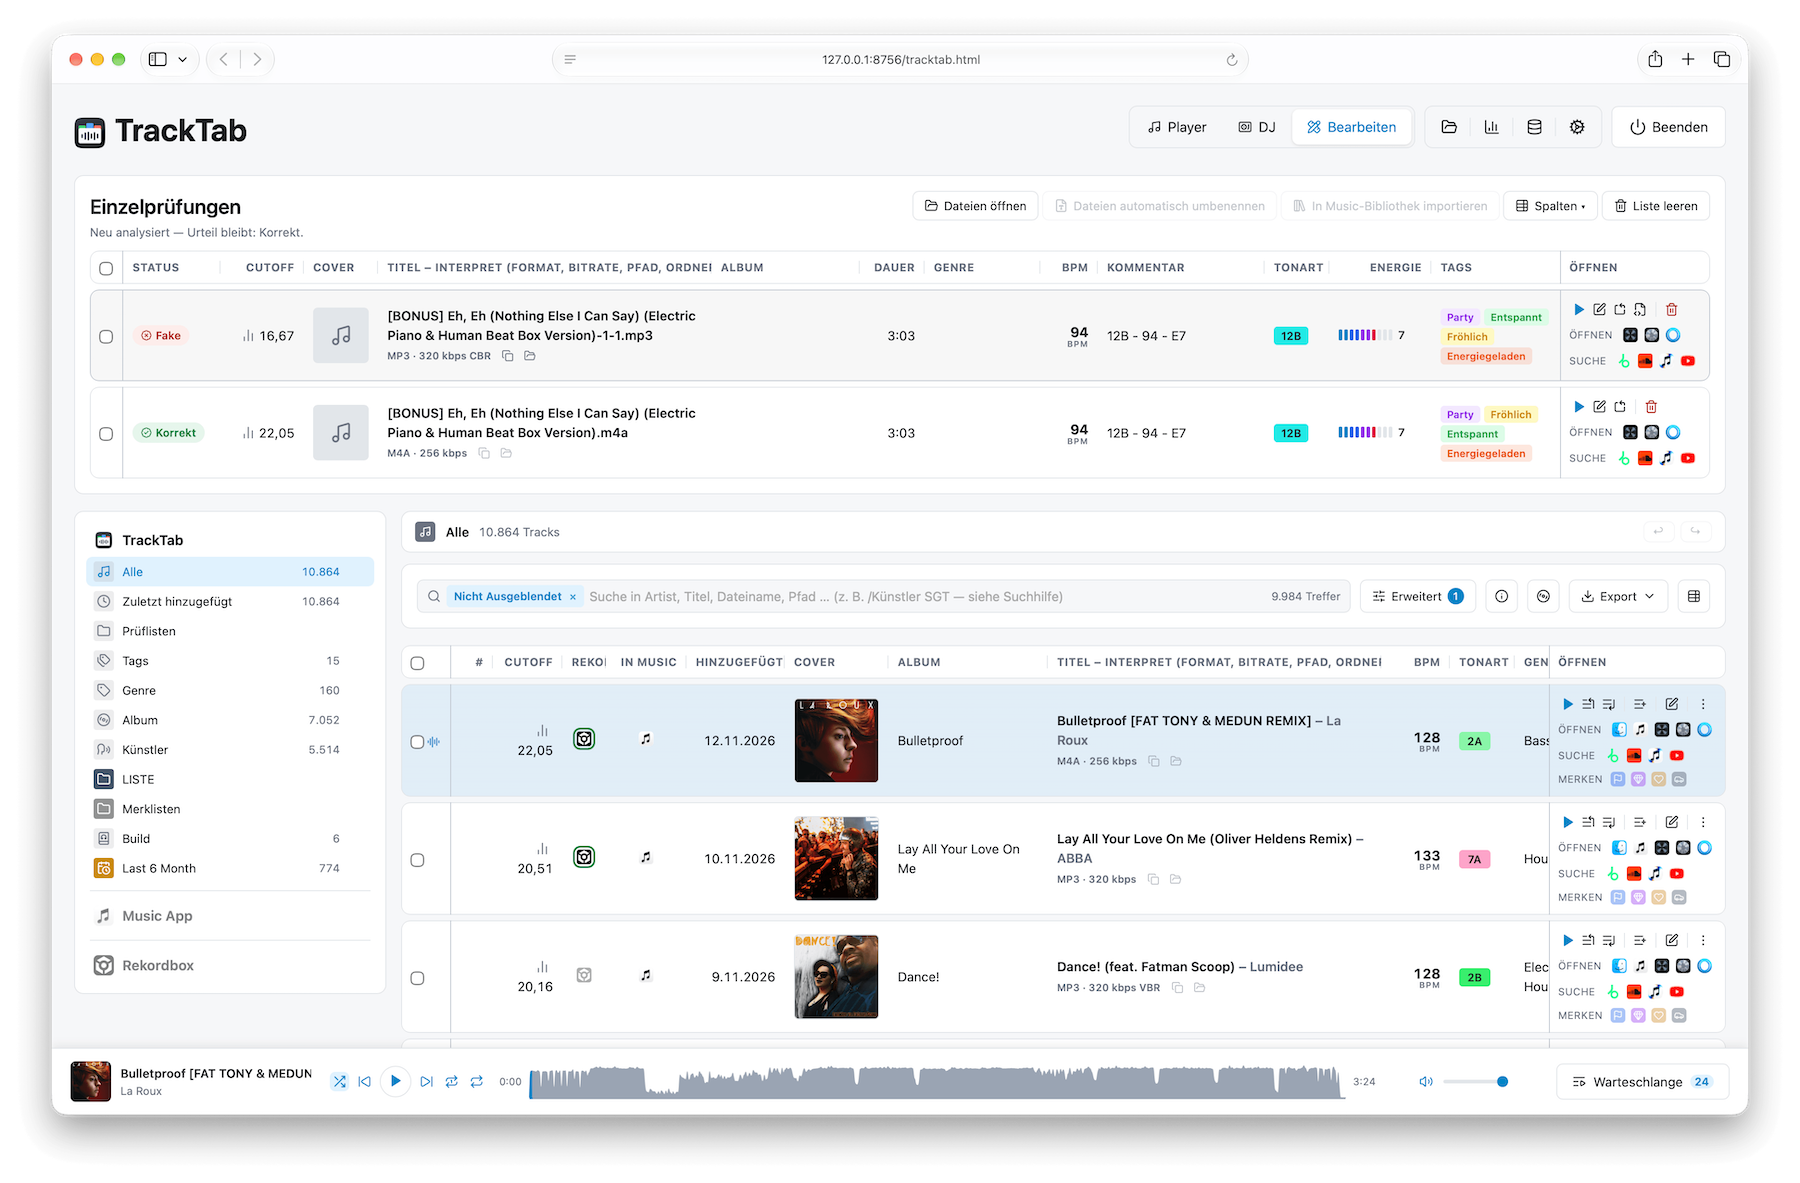 127.0.0.1:8756/tracktab.html
TrackTab
Player
DJ
Bearbeiten
Beenden
Einzelprüfungen
Neu analysiert — Urteil bleibt: Korrekt.
Dateien öffnen
Dateien automatisch umbenennen
In Music-Bibliothek importieren
Spalten
Liste leeren
STATUS CUTOFF COVER TITEL – INTERPRET (FORMAT, BITRATE, PFAD, ORDNEI ALBUM DAUER GENRE BPM KOMMENTAR TONART ENERGIE TAGS ÖFFNEN
Fake
16,67
[BONUS] Eh, Eh (Nothing Else I Can Say) (Electric
Piano & Human Beat Box Version)-1-1.mp3
MP3 · 320 kbps CBR
3:03
94
BPM
12B - 94 - E7
12B
7
Party Entspannt
Fröhlich
Energiegeladen
ÖFFNEN
SUCHE
Korrekt
22,05
[BONUS] Eh, Eh (Nothing Else I Can Say) (Electric
Piano & Human Beat Box Version).m4a
M4A · 256 kbps
3:03
94
BPM
12B - 94 - E7
12B
7
Party Fröhlich
Entspannt
Energiegeladen
ÖFFNEN
SUCHE
TrackTab
Alle 10.864
Zuletzt hinzugefügt 10.864
Prüflisten
Tags 15
Genre 160
Album 7.052
Künstler 5.514
LISTE
Merklisten
Build 6
Last 6 Month 774
Music App
Rekordbox
Alle 10.864 Tracks
Nicht Ausgeblendet ×
Suche in Artist, Titel, Dateiname, Pfad ... (z. B. /Künstler SGT — siehe Suchhilfe)
9.984 Treffer
Erweitert 1
Export
# CUTOFF REKOI IN MUSIC HINZUGEFÜGT COVER ALBUM TITEL – INTERPRET (FORMAT, BITRATE, PFAD, ORDNEI BPM TONART GEN ÖFFNEN
22,05
12.11.2026
LA ROUX
Bulletproof
Bulletproof [FAT TONY & MEDUN REMIX] – La
Roux
M4A · 256 kbps
128
BPM
2A
Bass
ÖFFNEN
SUCHE
MERKEN
20,51
10.11.2026
Lay All Your Love On
Me
Lay All Your Love On Me (Oliver Heldens Remix) –
ABBA
MP3 · 320 kbps
133
BPM
7A
Hou
ÖFFNEN
SUCHE
MERKEN
20,16
9.11.2026
DANCE!
Dance!
Dance! (feat. Fatman Scoop) – Lumidee
MP3 · 320 kbps VBR
128
BPM
2B
Elec
Hou
ÖFFNEN
SUCHE
MERKEN
Bulletproof [FAT TONY & MEDUN
La Roux
0:00
3:24
Warteschlange 24